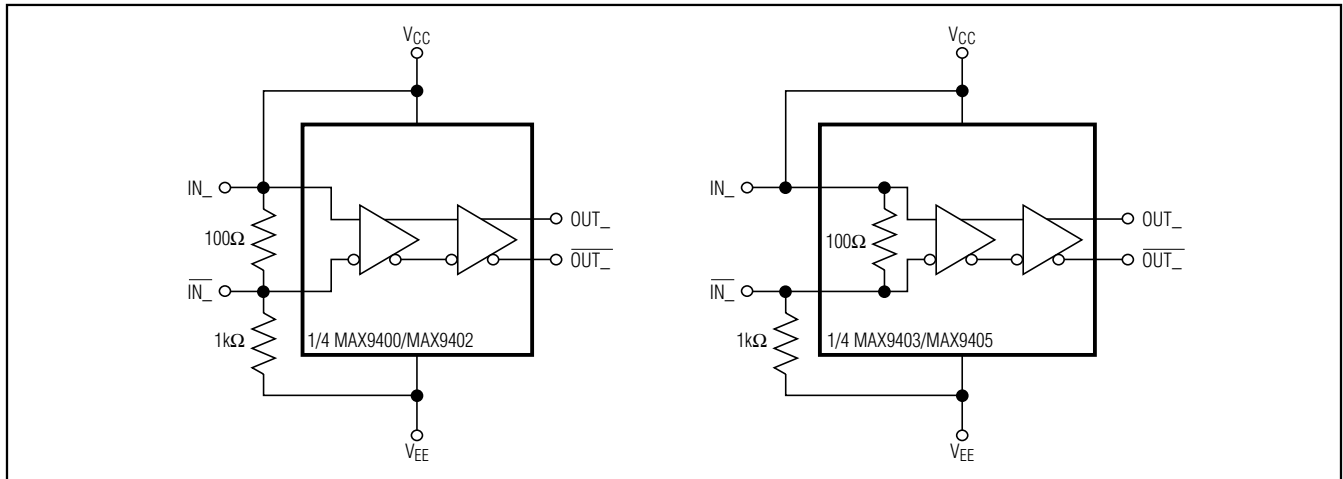 VCC
IN_
100Ω
IN_
1kΩ
OUT_
OUT_
1/4 MAX9400/MAX9402
VEE
VCC
IN_
100Ω
IN_
1kΩ
OUT_
OUT_
1/4 MAX9403/MAX9405
VEE